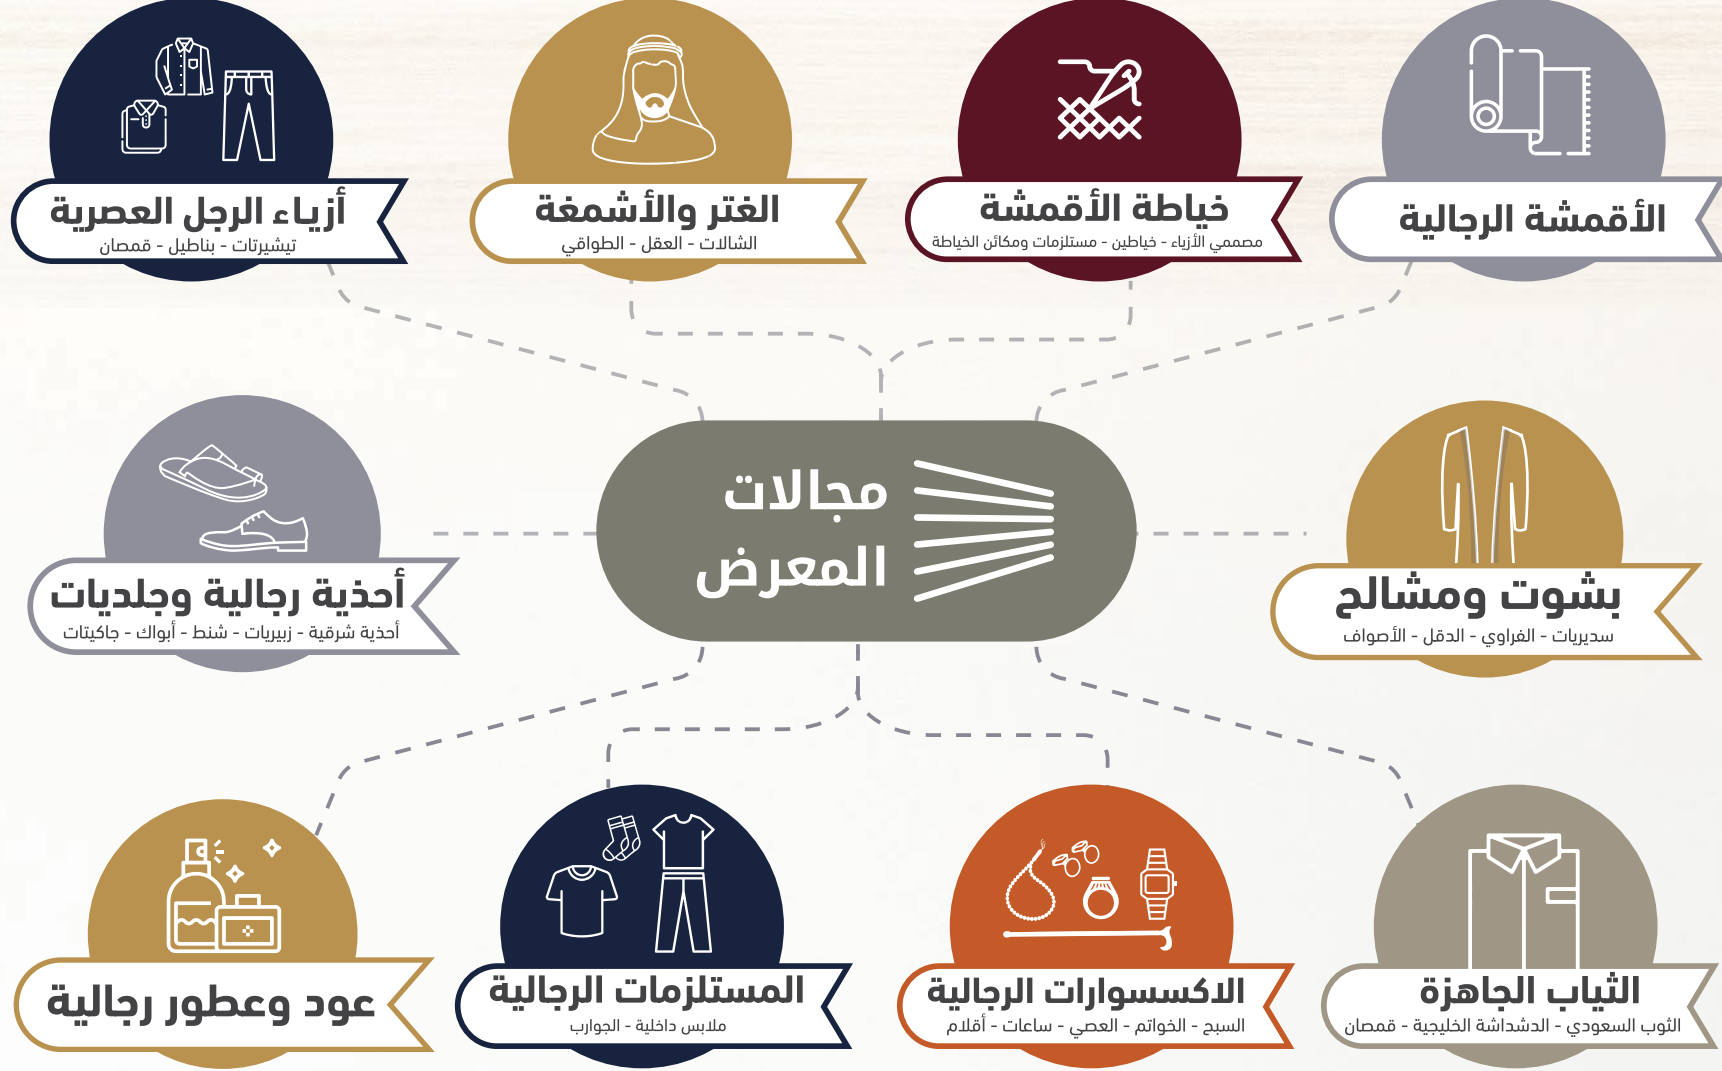 الأقمشة الرجالية
خياطة الأقمشة
مصممي الأزياء - خياطين - مستلزمات ومكائن الخياطة
الغتر والأشمغة
الشالات - العقل - الطواقي
أزياء الرجل العصرية
تيشيرتات - بناطيل - قمصان
مجالات
المعرض
بشوت ومشالح
سديريات - الفراوي - الدقل - الأصواف
أحذية رجالية وجلديات
أحذية شرقية - زبيريات - شنط - أبواك - جاكيتات
الثياب الجاهزة
الثوب السعودي - الدشداشة الخليجية - قمصان
الاكسسوارات الرجالية
السبح - الخواتم - العصي - ساعات - أقلام
المستلزمات الرجالية
ملابس داخلية - الجوارب
عود وعطور رجالية